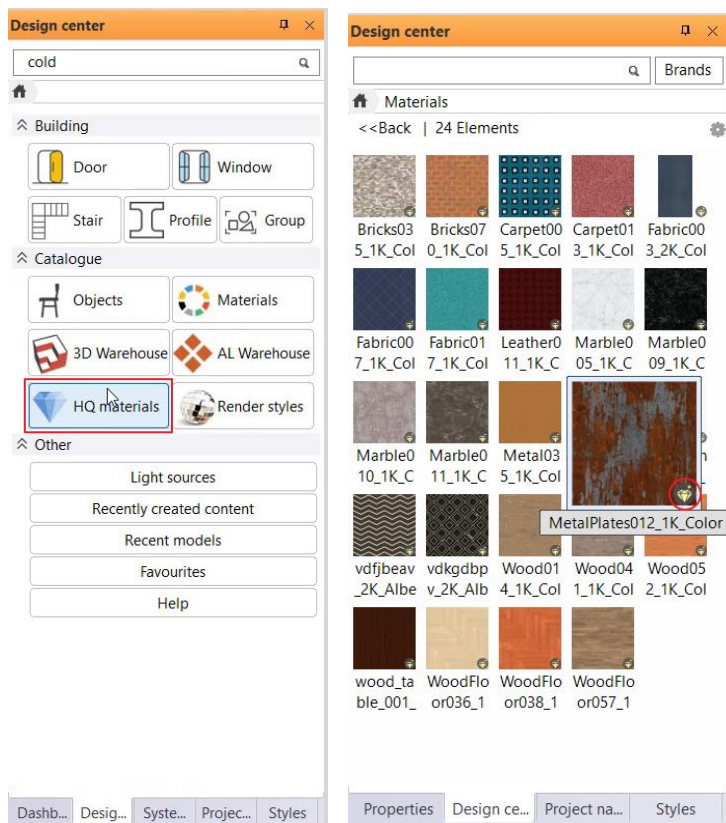 Design center
cold
Building
Door
Window
Stair
Profile
Group
Catalogue
Objects
Materials
3D Warehouse
AL Warehouse
HQ materials
Render styles
Other
Light sources
Recently created content
Recent models
Favourites
Help
Dashb...
Desig...
Syste...
Projec...
Styles
Design center
Brands
Materials
<<Back | 24 Elements
Bricks03 Bricks07 Carpet00 Carpet01 Fabric00
5_1K_Col 0_1K_Col 5_1K_Col 3_1K_Col 3_2K_Col
Fabric00 Fabric01 Leather0 Marble0 Marble0
7_1K_Col 7_1K_Col 11_1K_C 05_1K_C 09_1K_C
Marble0 Marble0 Metal03
10_1K_C 11_1K_C 5_1K_Col
MetalPlates012_1K_Color
vdfjbeav vdkgdbp Wood01 Wood04 Wood05
_2K_Albe v_2K_Alb 4_1K_Col 1_1K_Col 2_1K_Col
wood_ta WoodFlo WoodFlo WoodFlo
ble_001_ or036_1 or038_1 or057_1
Properties
Design ce...
Project na...
Styles